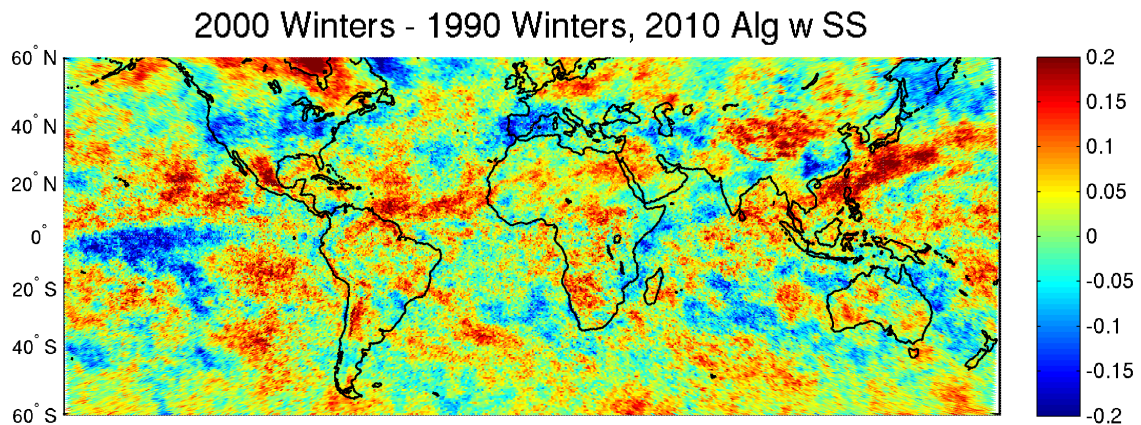 2000 Winters - 1990 Winters, 2010 Alg w SS
60° N
40° N
20° N
0°
20° S
40° S
60° S
0.2
0.15
0.1
0.05
0
-0.05
-0.1
-0.15
-0.2